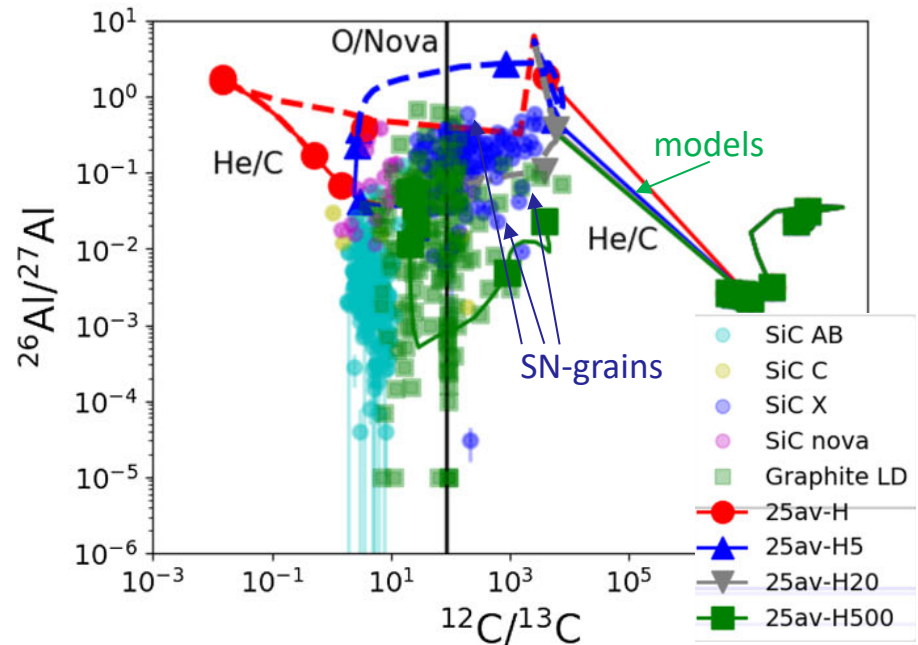 10¹
10⁰
10⁻¹
10⁻²
10⁻³
10⁻⁴
10⁻⁵
10⁻⁶
²⁶Al/²⁷Al
O/Nova
He/C
models
He/C
SN-grains
SiC AB
SiC C
SiC X
SiC nova
Graphite LD
25av-H
25av-H5
25av-H20
25av-H500
10⁻³ 10⁻¹ 10¹ 10³ 10⁵
¹²C/¹³C